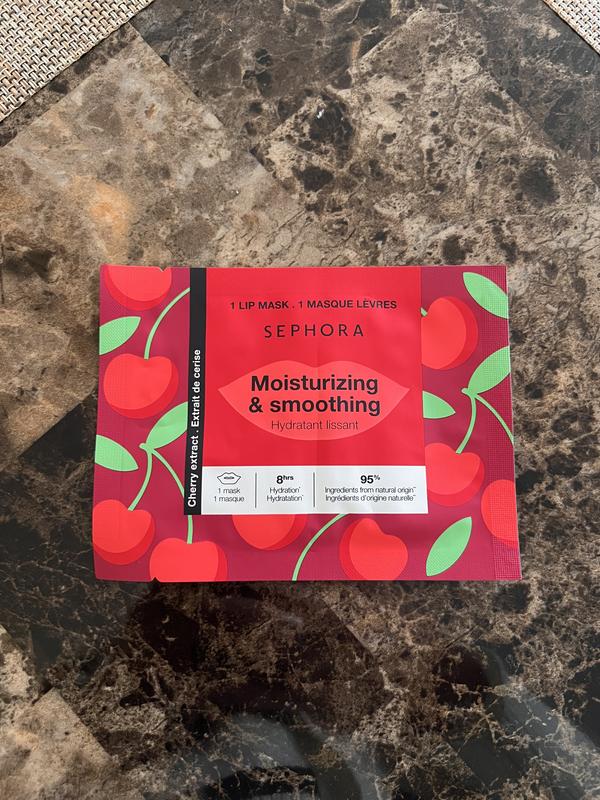 1 LIP MASK . 1 MASQUE LÈVRES
SEPHORA
Moisturizing
& smoothing
Hydratant lissant
Cherry extract . Extrait de cerise
1 mask
1 masque
8hrs
Hydration*
Hydratation*
95%
Ingredients from natural origin**
Ingrédients d'origine naturelle**